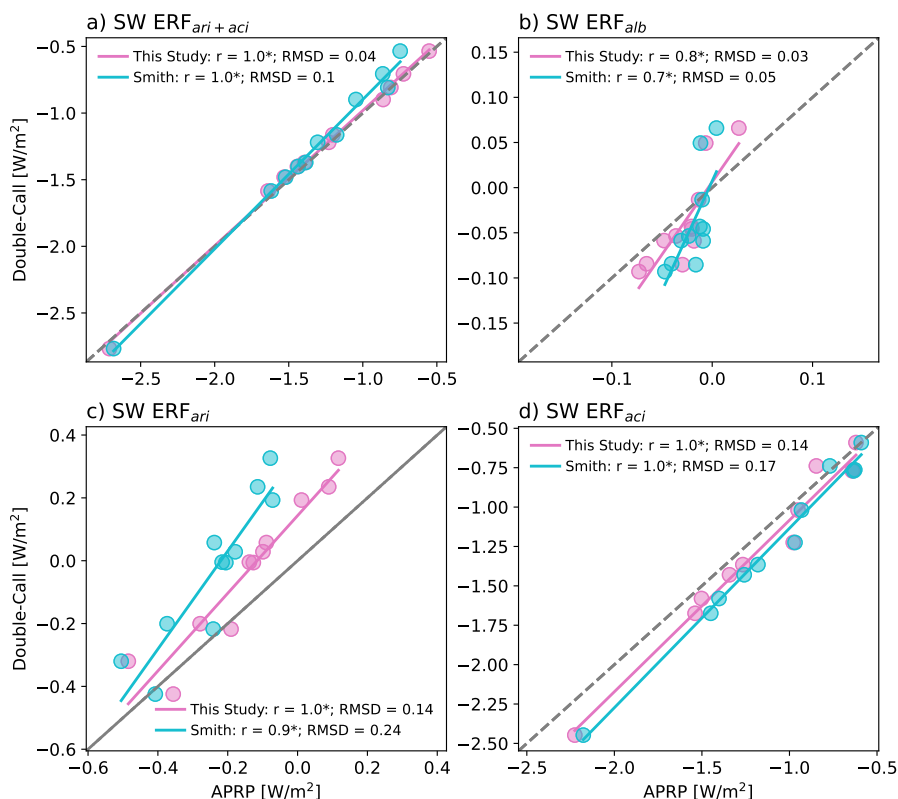 a) SW ERF_{ari+aci}
This Study: r = 1.0*; RMSD = 0.04
Smith: r = 1.0*; RMSD = 0.1
Double-Call [W/m²]
−0.5
−1.0
−1.5
−2.0
−2.5
−2.5
−2.0
−1.5
−1.0
−0.5
b) SW ERF_{alb}
This Study: r = 0.8*; RMSD = 0.03
Smith: r = 0.7*; RMSD = 0.05
0.15
0.10
0.05
0.00
−0.05
−0.10
−0.15
−0.1
0.0
0.1
c) SW ERF_{ari}
Double-Call [W/m²]
0.4
0.2
0.0
−0.2
−0.4
−0.6
This Study: r = 1.0*; RMSD = 0.14
Smith: r = 0.9*; RMSD = 0.24
−0.6
−0.4
−0.2
0.0
0.2
0.4
APRP [W/m²]
d) SW ERF_{aci}
This Study: r = 1.0*; RMSD = 0.14
Smith: r = 1.0*; RMSD = 0.17
−0.50
−0.75
−1.00
−1.25
−1.50
−1.75
−2.00
−2.25
−2.50
−2.5
−2.0
−1.5
−1.0
−0.5
APRP [W/m²]